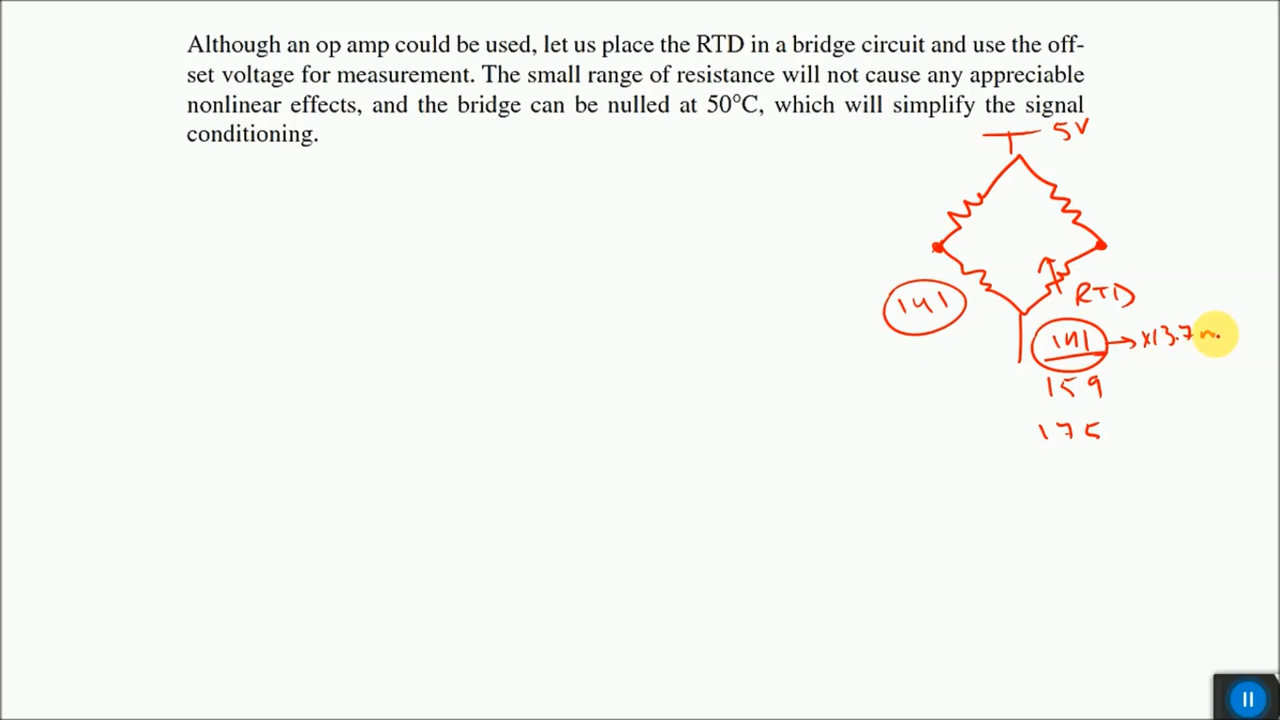 Although an op amp could be used, let us place the RTD in a bridge circuit and use the off-
set voltage for measurement. The small range of resistance will not cause any appreciable
nonlinear effects, and the bridge can be nulled at 50°C, which will simplify the signal
conditioning.
5V
RTD
141
141 → x13.7 m
159
175